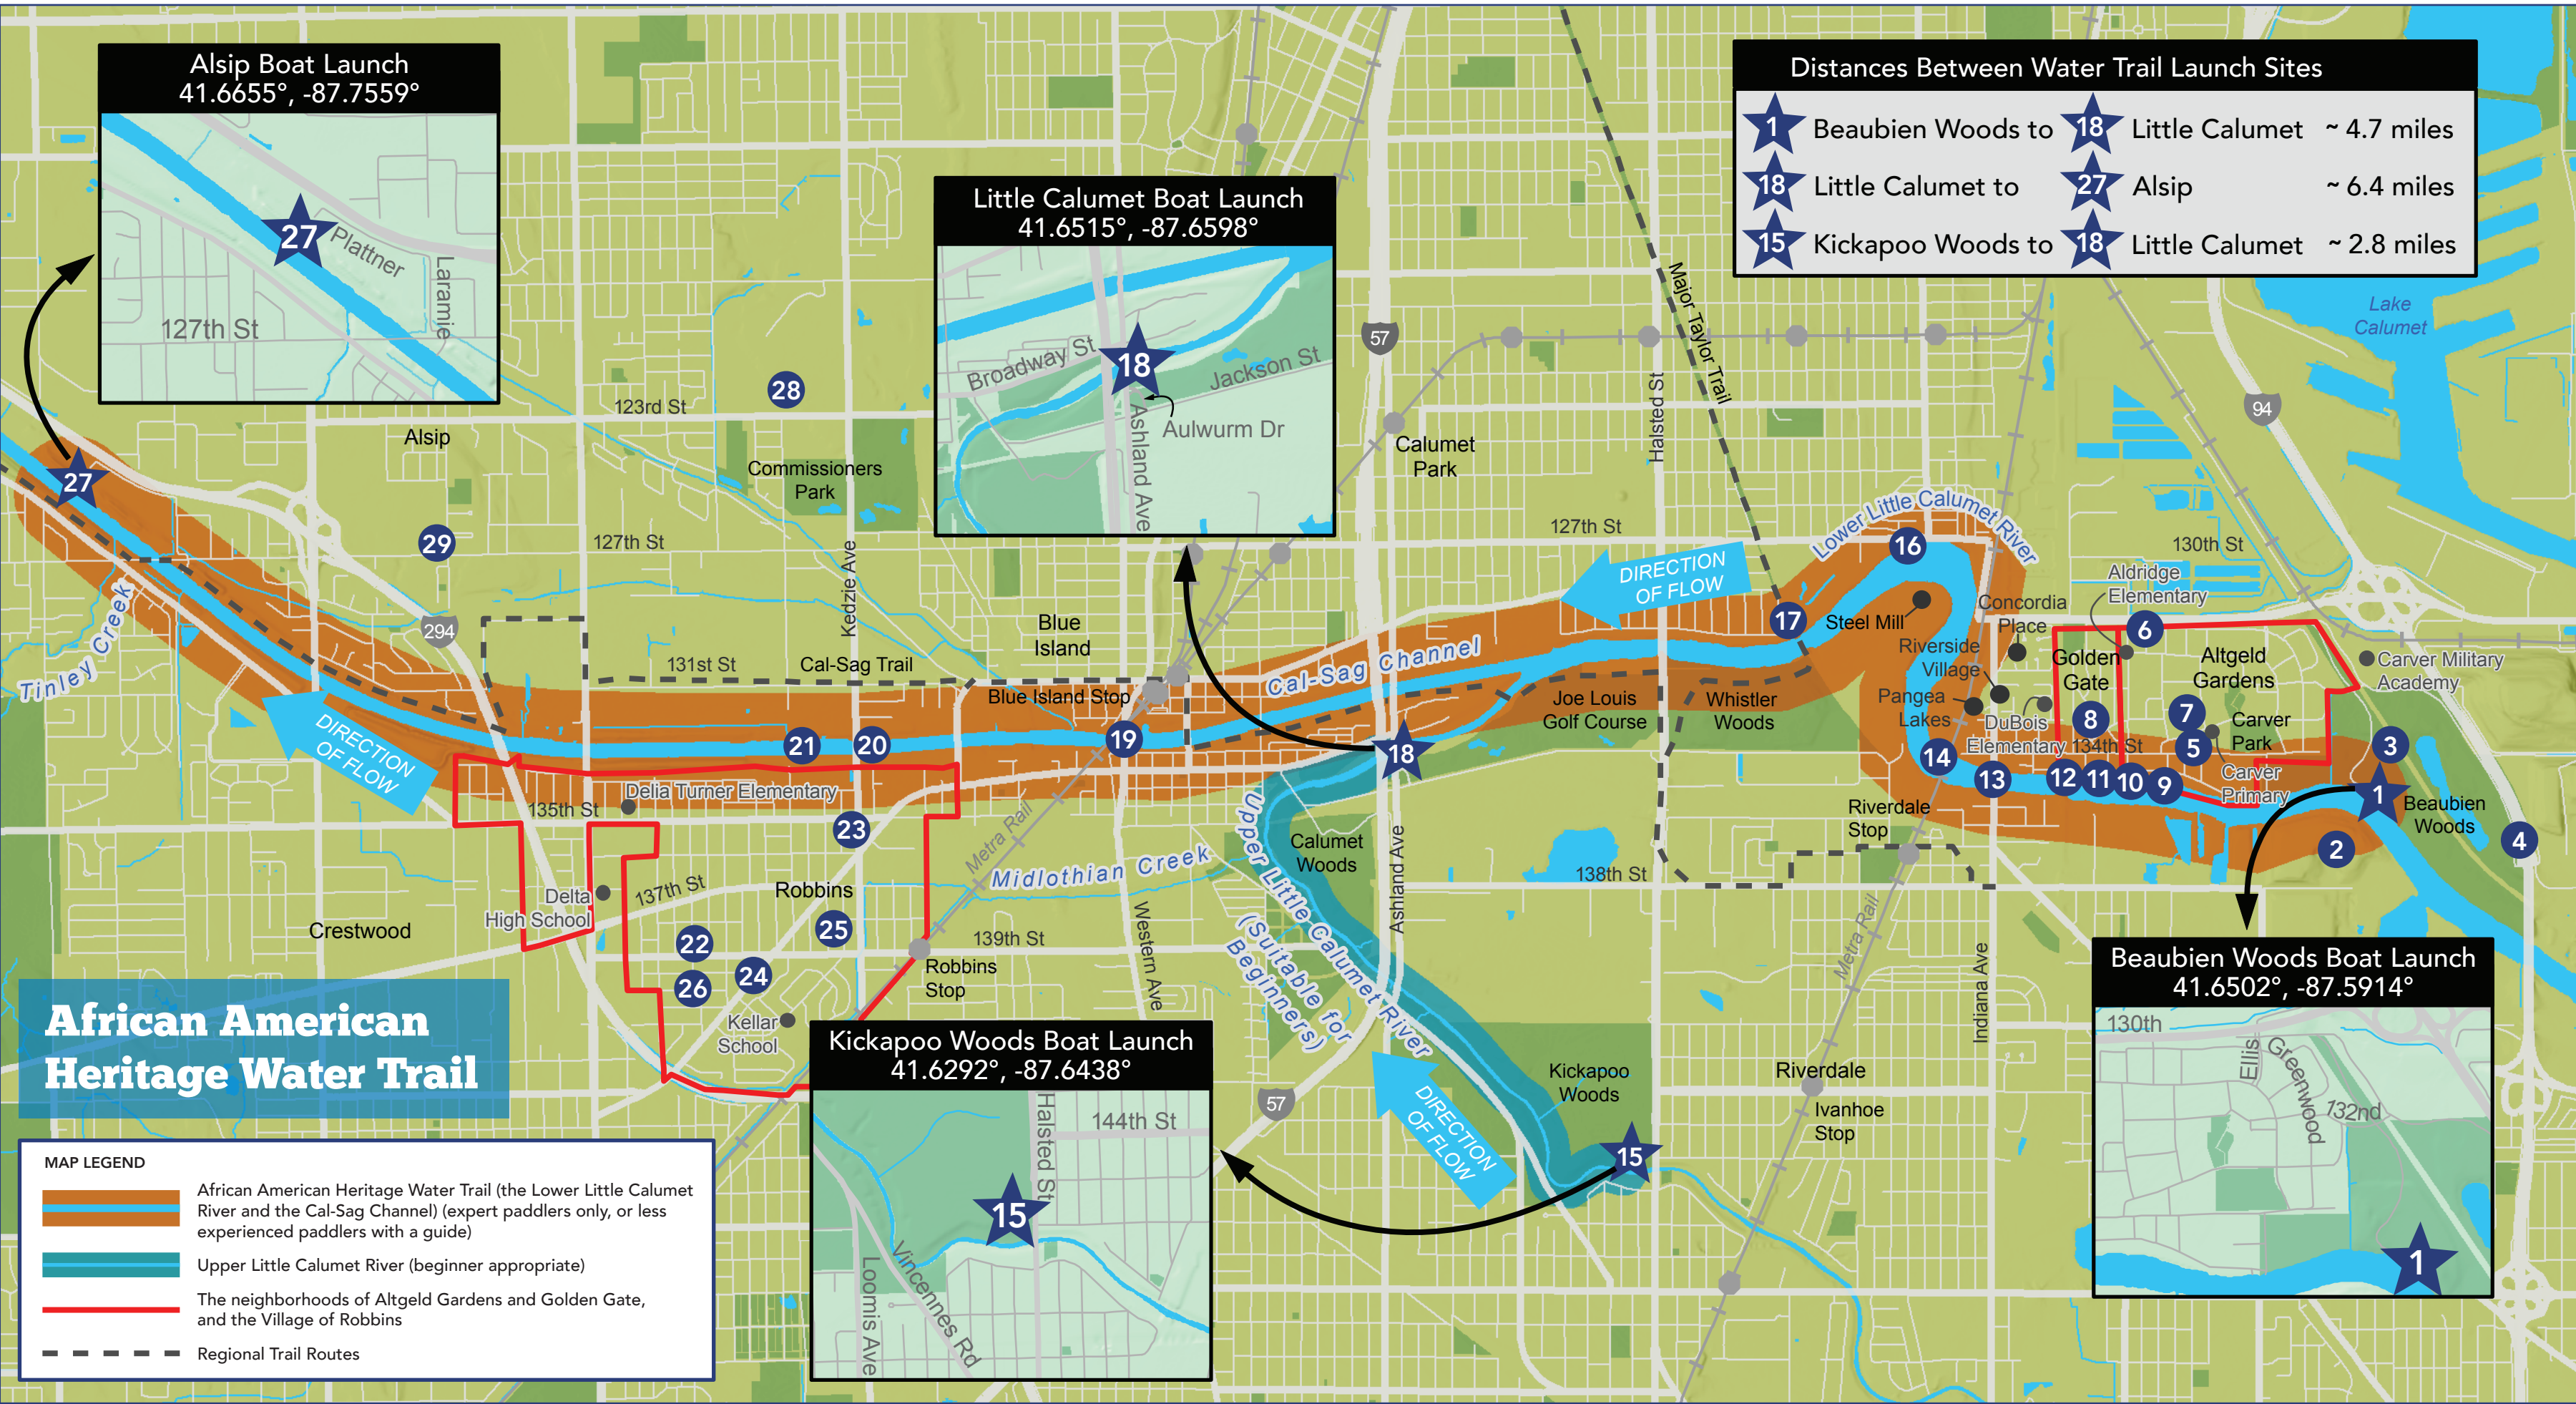 Alsip Boat Launch
41.6655°, -87.7559°
27
Plattner
Laramie
127th St
Little Calumet Boat Launch
41.6515°, -87.6598°
18
Broadway St
Jackson St
Ashland Ave
Aulwurm Dr
Distances Between Water Trail Launch Sites
1 Beaubien Woods to 18 Little Calumet ~ 4.7 miles
18 Little Calumet to 27 Alsip ~ 6.4 miles
15 Kickapoo Woods to 18 Little Calumet ~ 2.8 miles
Lake
Calumet
57
94
Major Taylor Trail
Halsted St
28
123rd St
Alsip
Commissioners
Park
Calumet
Park
27
29
127th St
Kedzie Ave
127th St
Lower Little Calumet River
16
130th St
Aldridge
Elementary
DIRECTION
OF FLOW
17
Steel Mill
Concordia
Place
6
Tinley Creek
294
Blue
Island
131st St
Cal-Sag Trail
Cal-Sag Channel
Riverside
Village
Golden
Gate
Altgeld
Gardens
Carver Military
Academy
Blue Island Stop
Joe Louis
Golf Course
Whistler
Woods
Pangea
Lakes
DuBois
Elementary
8
7
Carver
Park
134th St
5
3
DIRECTION
OF FLOW
21
20
19
18
14
13
12
11
10
9
Carver
Primary
1
Beaubien
Woods
Delia Turner Elementary
135th St
23
Metra Rail
Upper Little Calumet River
(Suitable for
Beginners)
Calumet
Woods
Ashland Ave
Riverdale
Stop
2
4
Midlothian Creek
138th St
Delta
High School
137th St
Robbins
Crestwood
22
25
139th St
Western Ave
Metra Rail
Indiana Ave
26
24
Robbins
Stop
Kellar
School
African American
Heritage Water Trail
Kickapoo Woods Boat Launch
41.6292°, -87.6438°
Halsted St
144th St
15
Loomis Ave
Vincennes Rd
57
DIRECTION
OF FLOW
Kickapoo
Woods
15
Riverdale
Ivanhoe
Stop
Beaubien Woods Boat Launch
41.6502°, -87.5914°
130th
Ellis
Greenwood
132nd
1
MAP LEGEND
African American Heritage Water Trail (the Lower Little Calumet
River and the Cal-Sag Channel) (expert paddlers only, or less
experienced paddlers with a guide)
Upper Little Calumet River (beginner appropriate)
The neighborhoods of Altgeld Gardens and Golden Gate,
and the Village of Robbins
Regional Trail Routes